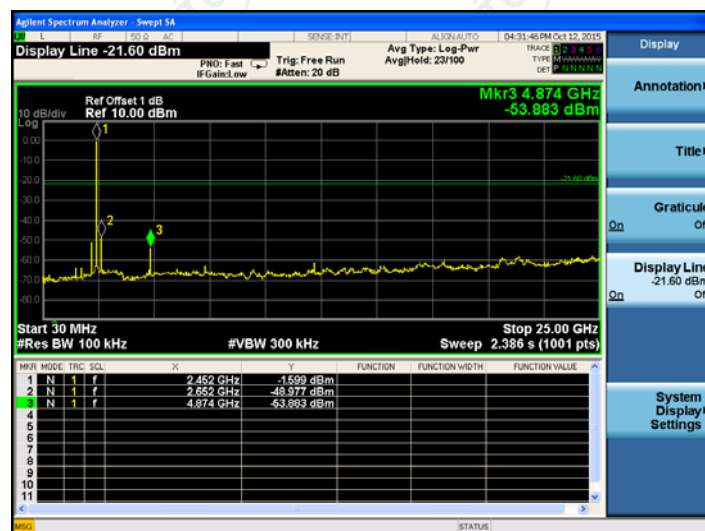 Agilent Spectrum Analyzer - Swept SA
LXI L RF 50 Ω AC SENSE:INT ALIGN AUTO 04:31:46 PM Oct 12, 2015
Display Line -21.60 dBm
PNO: Fast
IFGain:Low
Trig: Free Run
#Atten: 20 dB
Avg Type: Log-Pwr
Avg|Hold: 23/100
TRACE 1 2 3 4 5 6
TYPE M
DET P N N N N N
Mkr3 4.874 GHz
-53.883 dBm
Ref Offset 1 dB
10 dB/div Ref 10.00 dBm
Log
1
0.00
-10.0
-20.0
-21.60 dBm
-30.0
-40.0
2
3
-50.0
-60.0
-70.0
-80.0
Start 30 MHz Stop 25.00 GHz
#Res BW 100 kHz #VBW 300 kHz Sweep 2.386 s (1001 pts)
MKR MODE TRC SCL X Y FUNCTION FUNCTION WIDTH FUNCTION VALUE
1 N 1 f 2.452 GHz -1.599 dBm
2 N 1 f 2.652 GHz -48.977 dBm
3 N 1 f 4.874 GHz -53.883 dBm
4
5
6
7
8
9
10
11
MSG STATUS
Display
Annotation
Title
Graticule
On Of
Display Line
-21.60 dBm
On Of
System
Display
Settings